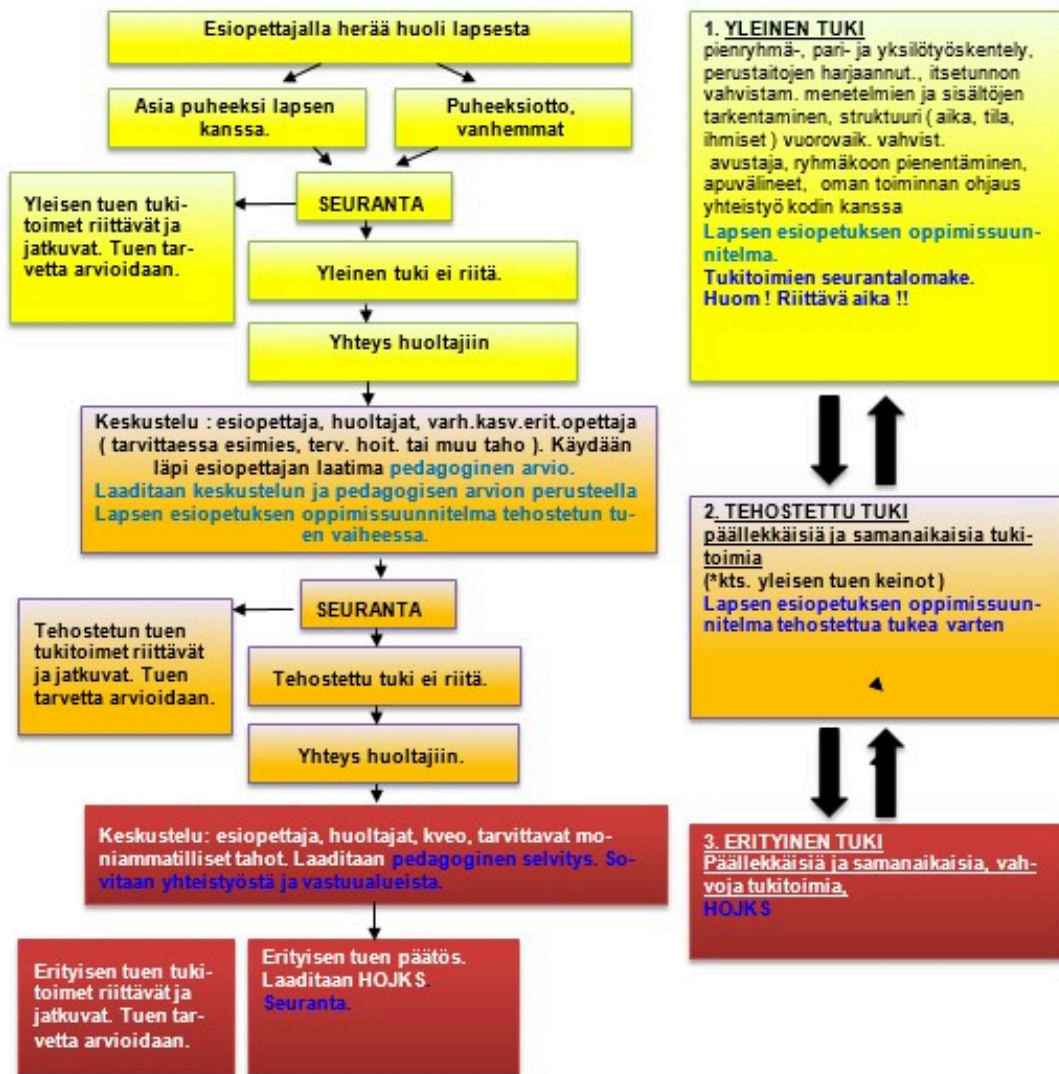 Esiopettajalla herää huoli lapsesta
Asia puheeksi lapsen
kanssa.
Puheeksiotto,
vanhemmat
SEURANTA
Yleisen tuen tuki-
toimet riittävät ja
jatkuvat. Tuen tar-
vetta arvioidaan.
Yleinen tuki ei riitä.
Yhteys huoltajiin
Keskustelu : esiopettaja, huoltajat, varh.kasv.erit.opettaja
( tarvittaessa esimies, terv. hoit. tai muu taho ). Käydään
läpi esiopettajan laatima pedagoginen arvio.
Laaditaan keskustelun ja pedagogisen arvion perusteella
Lapsen esiopetuksen oppimissuunnitelma tehostetun tu-
en vaiheessa.
SEURANTA
Tehostetun tuen
tukitoimet riittävät
ja jatkuvat. Tuen
tarvetta arvioidaan.
Tehostettu tuki ei riitä.
Yhteys huoltajiin.
Keskustelu: esiopettaja, huoltajat, kveo, tarvittavat mo-
niammatilliset tahot. Laaditaan pedagoginen selvitys. So-
vitaan yhteistyöstä ja vastuualueista.
Erityisen tuen tuki-
toimet riittävät ja
jatkuvat. Tuen tar-
vetta arvioidaan.
Erityisen tuen päätös.
Laaditaan HOJKS.
Seuranta.
1. YLEINEN TUKI
pienryhmä-, pari- ja yksilötyöskentely,
perustaitojen harjaannut., itsetunnon
vahvistam. menetelmien ja sisältöjen
tarkentaminen, struktuuri ( aika, tila,
ihmiset ) vuorovaik. vahvist.
avustaja, ryhmäkoon pienentäminen,
apuvälineet, oman toiminnan ohjaus
yhteistyö kodin kanssa
Lapsen esiopetuksen oppimissuun-
nitelma.
Tukitoimien seurantalomake.
Huom ! Riittävä aika !!
2. TEHOSTETTU TUKI
päällekkäisiä ja samanaikaisia tuki-
toimia
(*kts. yleisen tuen keinot )
Lapsen esiopetuksen oppimissuun-
nitelma tehostettua tukea varten
3. ERITYINEN TUKI
Päällekkäisiä ja samanaikaisia, vah-
voja tukitoimia,
HOJKS